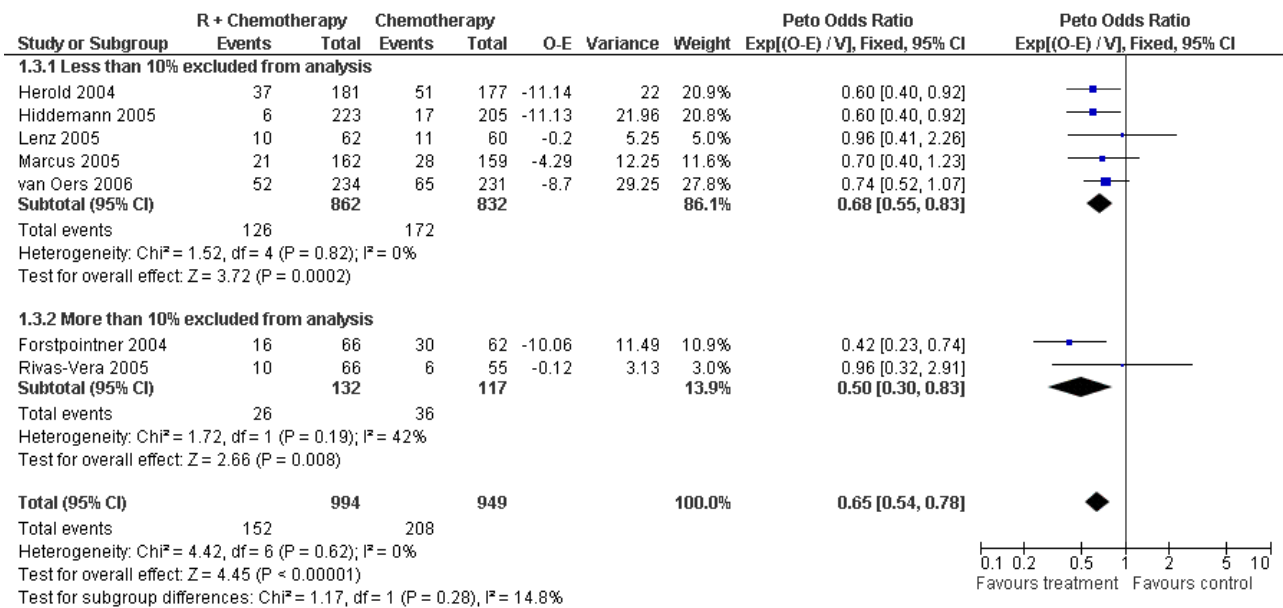 R + Chemotherapy Chemotherapy Peto Odds Ratio Peto Odds Ratio
Study or Subgroup Events Total Events Total O-E Variance Weight Exp[(O-E) / V], Fixed, 95% CI Exp[(O-E) / V], Fixed, 95% CI
1.3.1 Less than 10% excluded from analysis
Herold 2004 37 181 51 177 -11.14 22 20.9% 0.60 [0.40, 0.92]
Hiddemann 2005 6 223 17 205 -11.13 21.96 20.8% 0.60 [0.40, 0.92]
Lenz 2005 10 62 11 60 -0.2 5.25 5.0% 0.96 [0.41, 2.26]
Marcus 2005 21 162 28 159 -4.29 12.25 11.6% 0.70 [0.40, 1.23]
van Oers 2006 52 234 65 231 -8.7 29.25 27.8% 0.74 [0.52, 1.07]
Subtotal (95% CI) 862 832 86.1% 0.68 [0.55, 0.83]
Total events 126 172
Heterogeneity: Chi² = 1.52, df = 4 (P = 0.82); I² = 0%
Test for overall effect: Z = 3.72 (P = 0.0002)
1.3.2 More than 10% excluded from analysis
Forstpointner 2004 16 66 30 62 -10.06 11.49 10.9% 0.42 [0.23, 0.74]
Rivas-Vera 2005 10 66 6 55 -0.12 3.13 3.0% 0.96 [0.32, 2.91]
Subtotal (95% CI) 132 117 13.9% 0.50 [0.30, 0.83]
Total events 26 36
Heterogeneity: Chi² = 1.72, df = 1 (P = 0.19); I² = 42%
Test for overall effect: Z = 2.66 (P = 0.008)
Total (95% CI) 994 949 100.0% 0.65 [0.54, 0.78]
Total events 152 208
Heterogeneity: Chi² = 4.42, df = 6 (P = 0.62); I² = 0%
Test for overall effect: Z = 4.45 (P < 0.00001)
Test for subgroup differences: Chi² = 1.17, df = 1 (P = 0.28), I² = 14.8%
0.1 0.2 0.5 1 2 5 10
Favours treatment Favours control